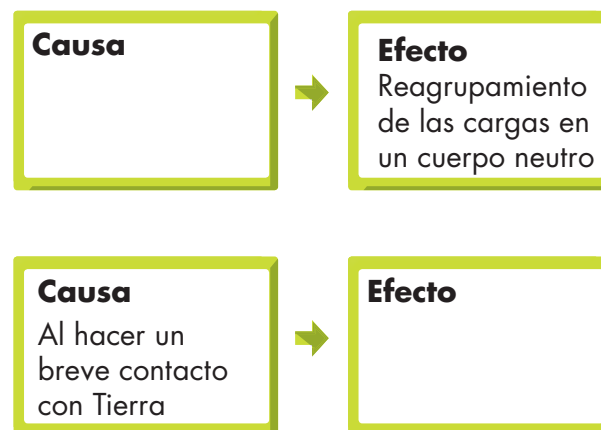 Causa
Efecto
Reagrupamiento
de las cargas en
un cuerpo neutro
Causa
Al hacer un
breve contacto
con Tierra
Efecto